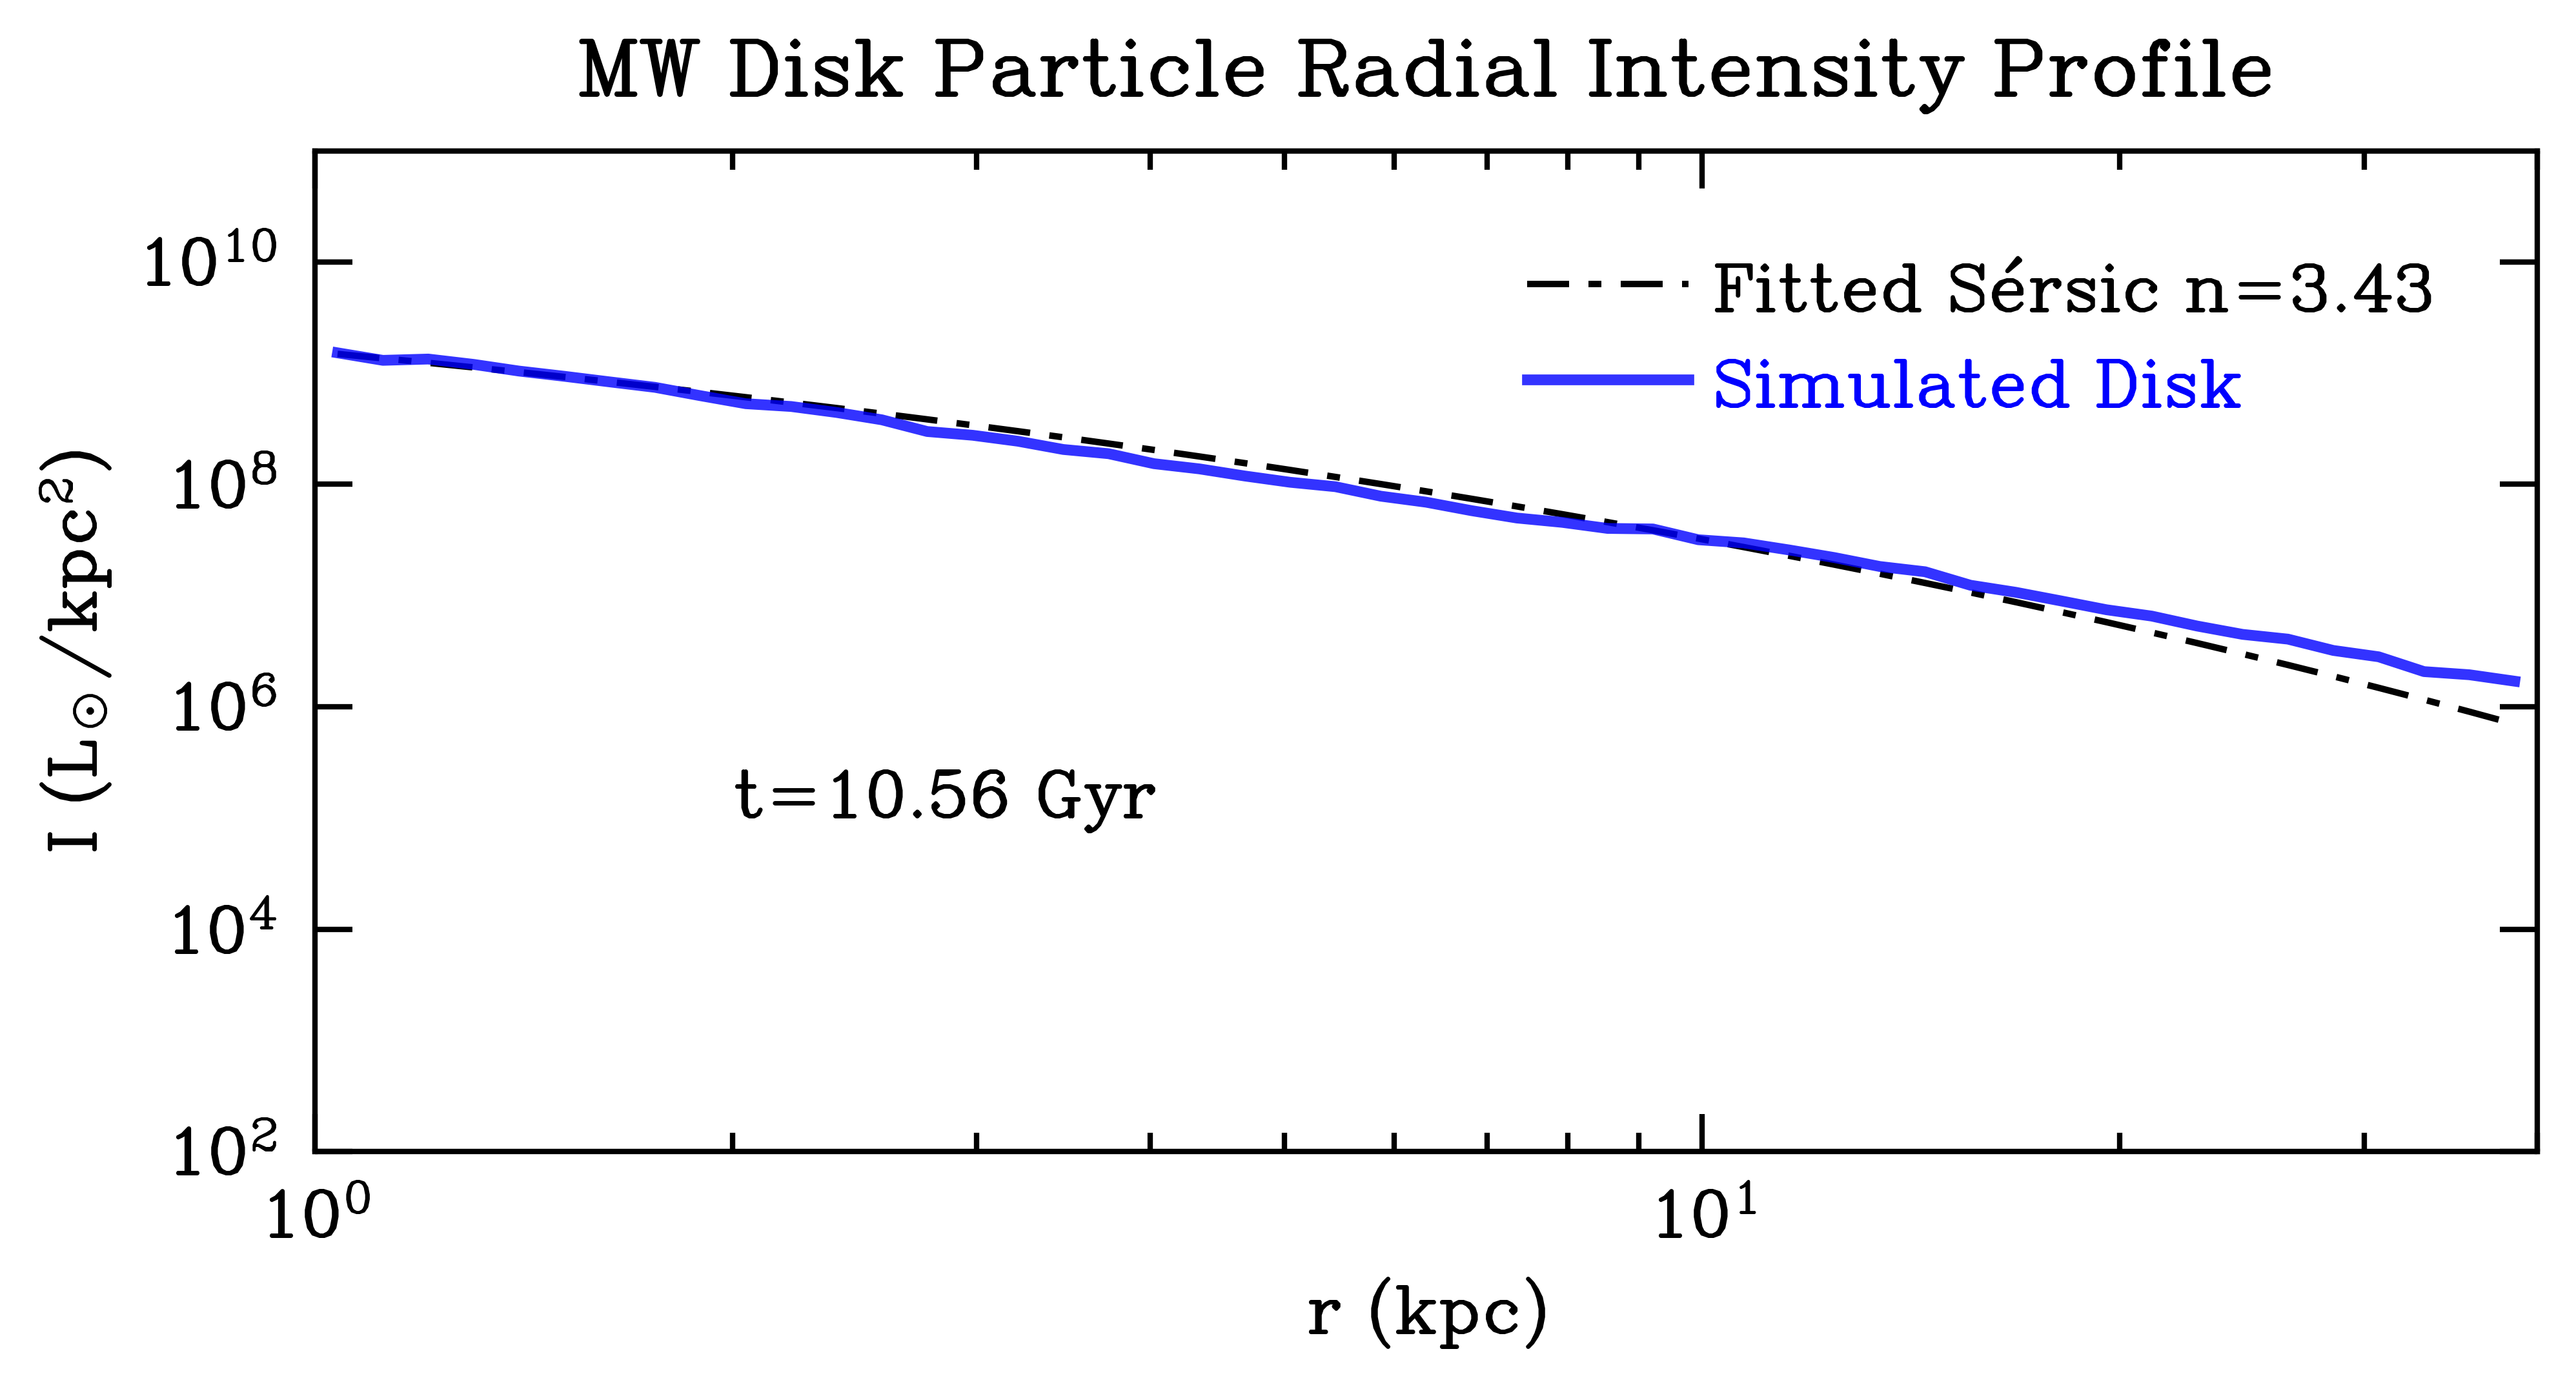 MW Disk Particle Radial Intensity Profile
I (L⊙/kpc²)
10¹⁰
10⁸
10⁶
10⁴
10²
Fitted Sérsic n=3.43
Simulated Disk
t=10.56 Gyr
10⁰
10¹
r (kpc)